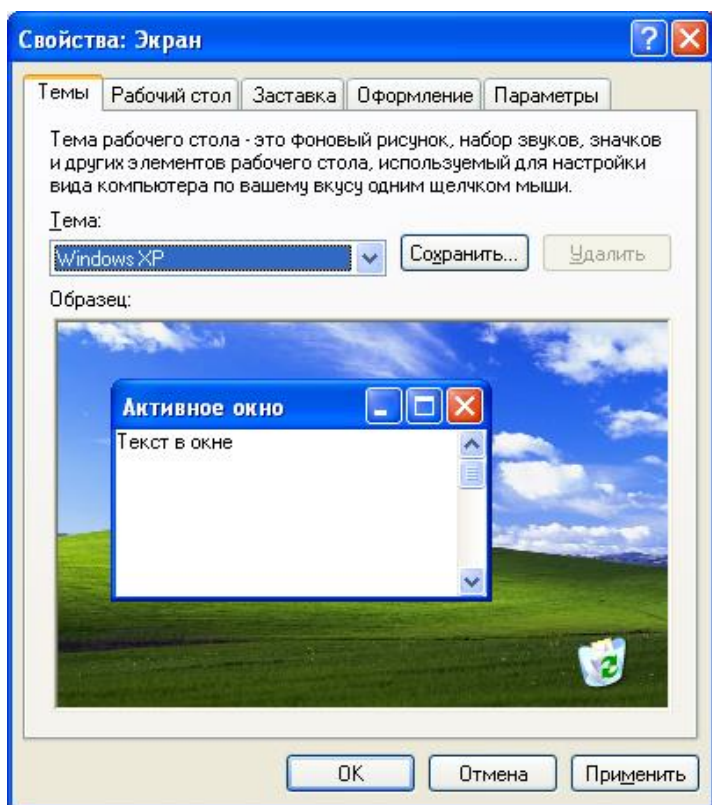 Свойства: Экран
?
Темы Рабочий стол Заставка Оформление Параметры
Тема рабочего стола - это фоновый рисунок, набор звуков, значков
и других элементов рабочего стола, используемый для настройки
вида компьютера по вашему вкусу одним щелчком мыши.
Тема:
Windows XP Сохранить... Удалить
Образец:
Активное окно
Текст в окне
OK Отмена Применить